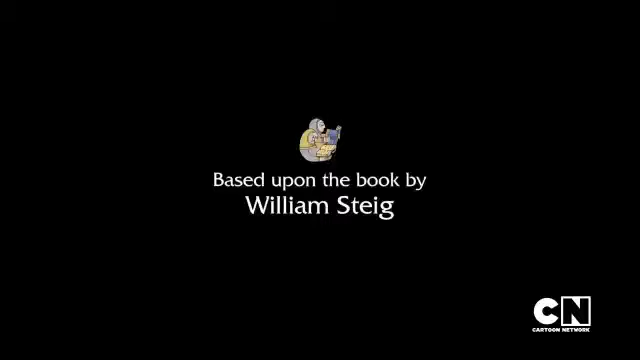 Based upon the book by
William Steig
CN
CARTOON NETWORK